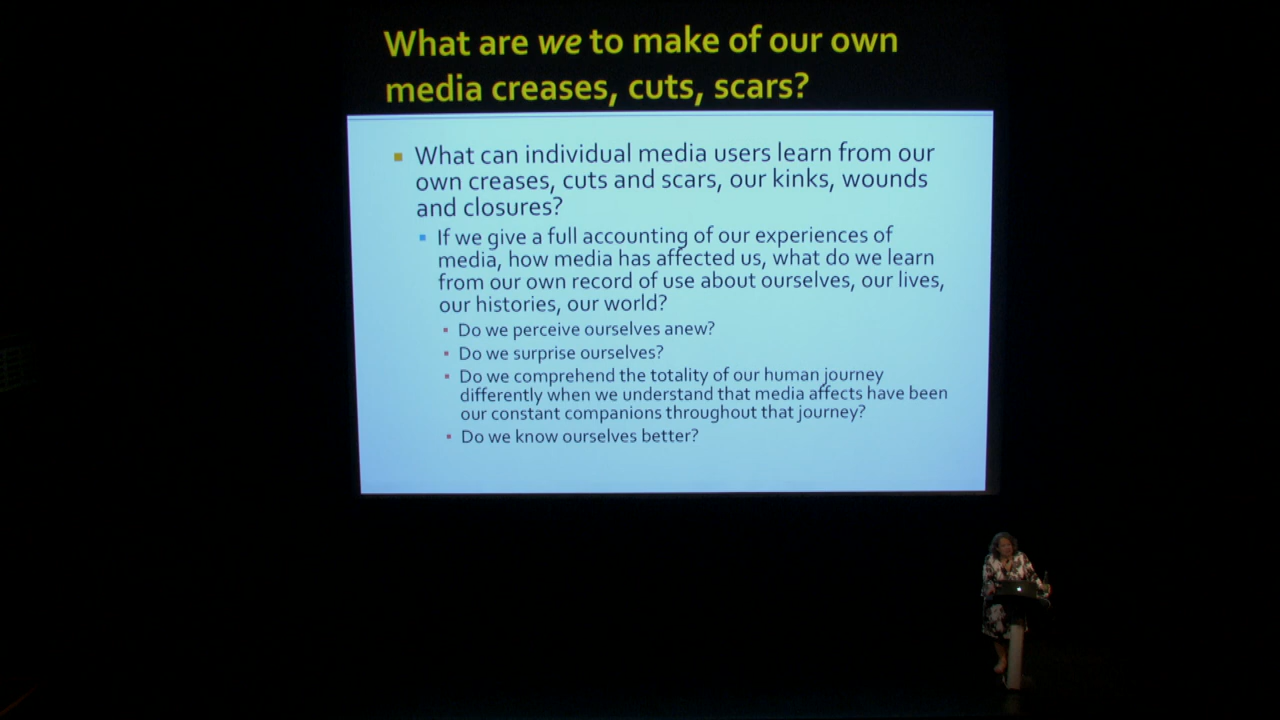 What are we to make of our own
media creases, cuts, scars?
What can individual media users learn from our
own creases, cuts and scars, our kinks, wounds
and closures?
If we give a full accounting of our experiences of
media, how media has affected us, what do we learn
from our own record of use about ourselves, our lives,
our histories, our world?
Do we perceive ourselves anew?
Do we surprise ourselves?
Do we comprehend the totality of our human journey
differently when we understand that media affects have been
our constant companions throughout that journey?
Do we know ourselves better?